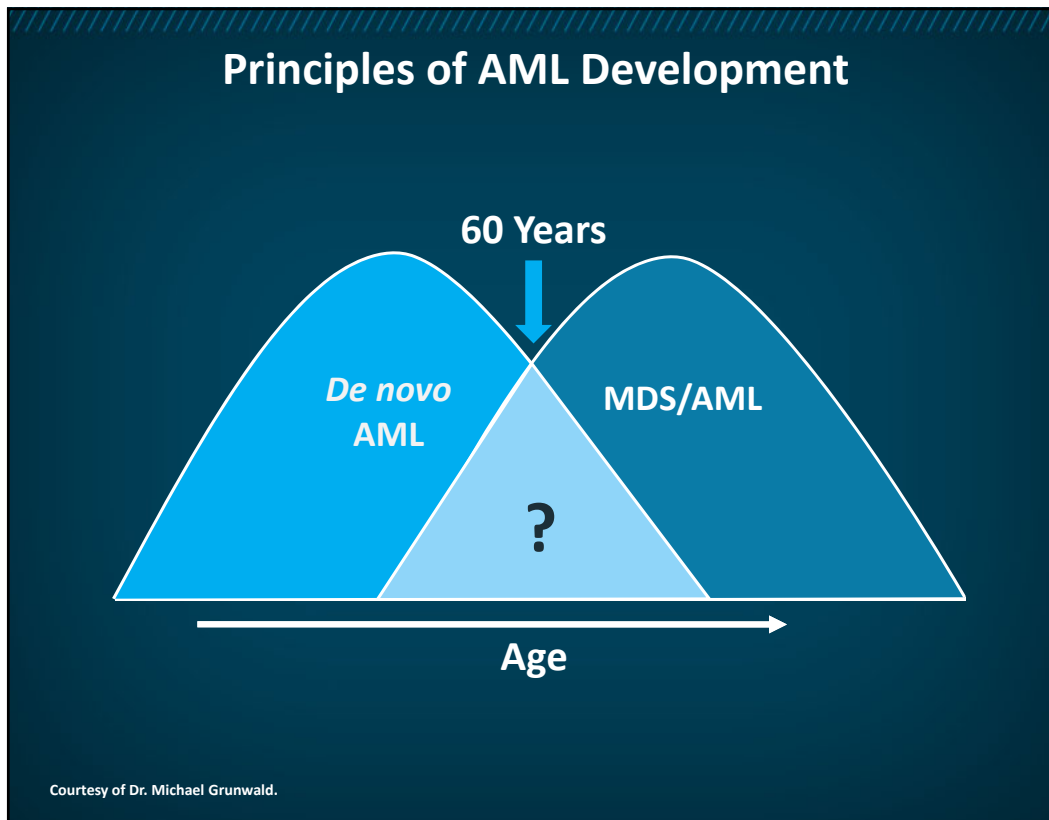 Principles of AML Development
60 Years
De novo
AML
MDS/AML
?
Age
Courtesy of Dr. Michael Grunwald.